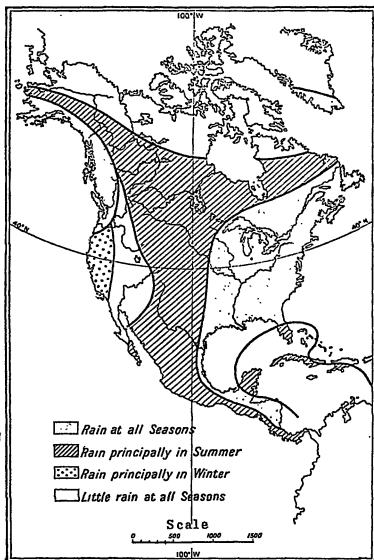 100°W
40°N
40°N
Rain at all Seasons
Rain principally in Summer
Rain principally in Winter
Little rain at all Seasons
Scale
0 500 1000 1500
100°W